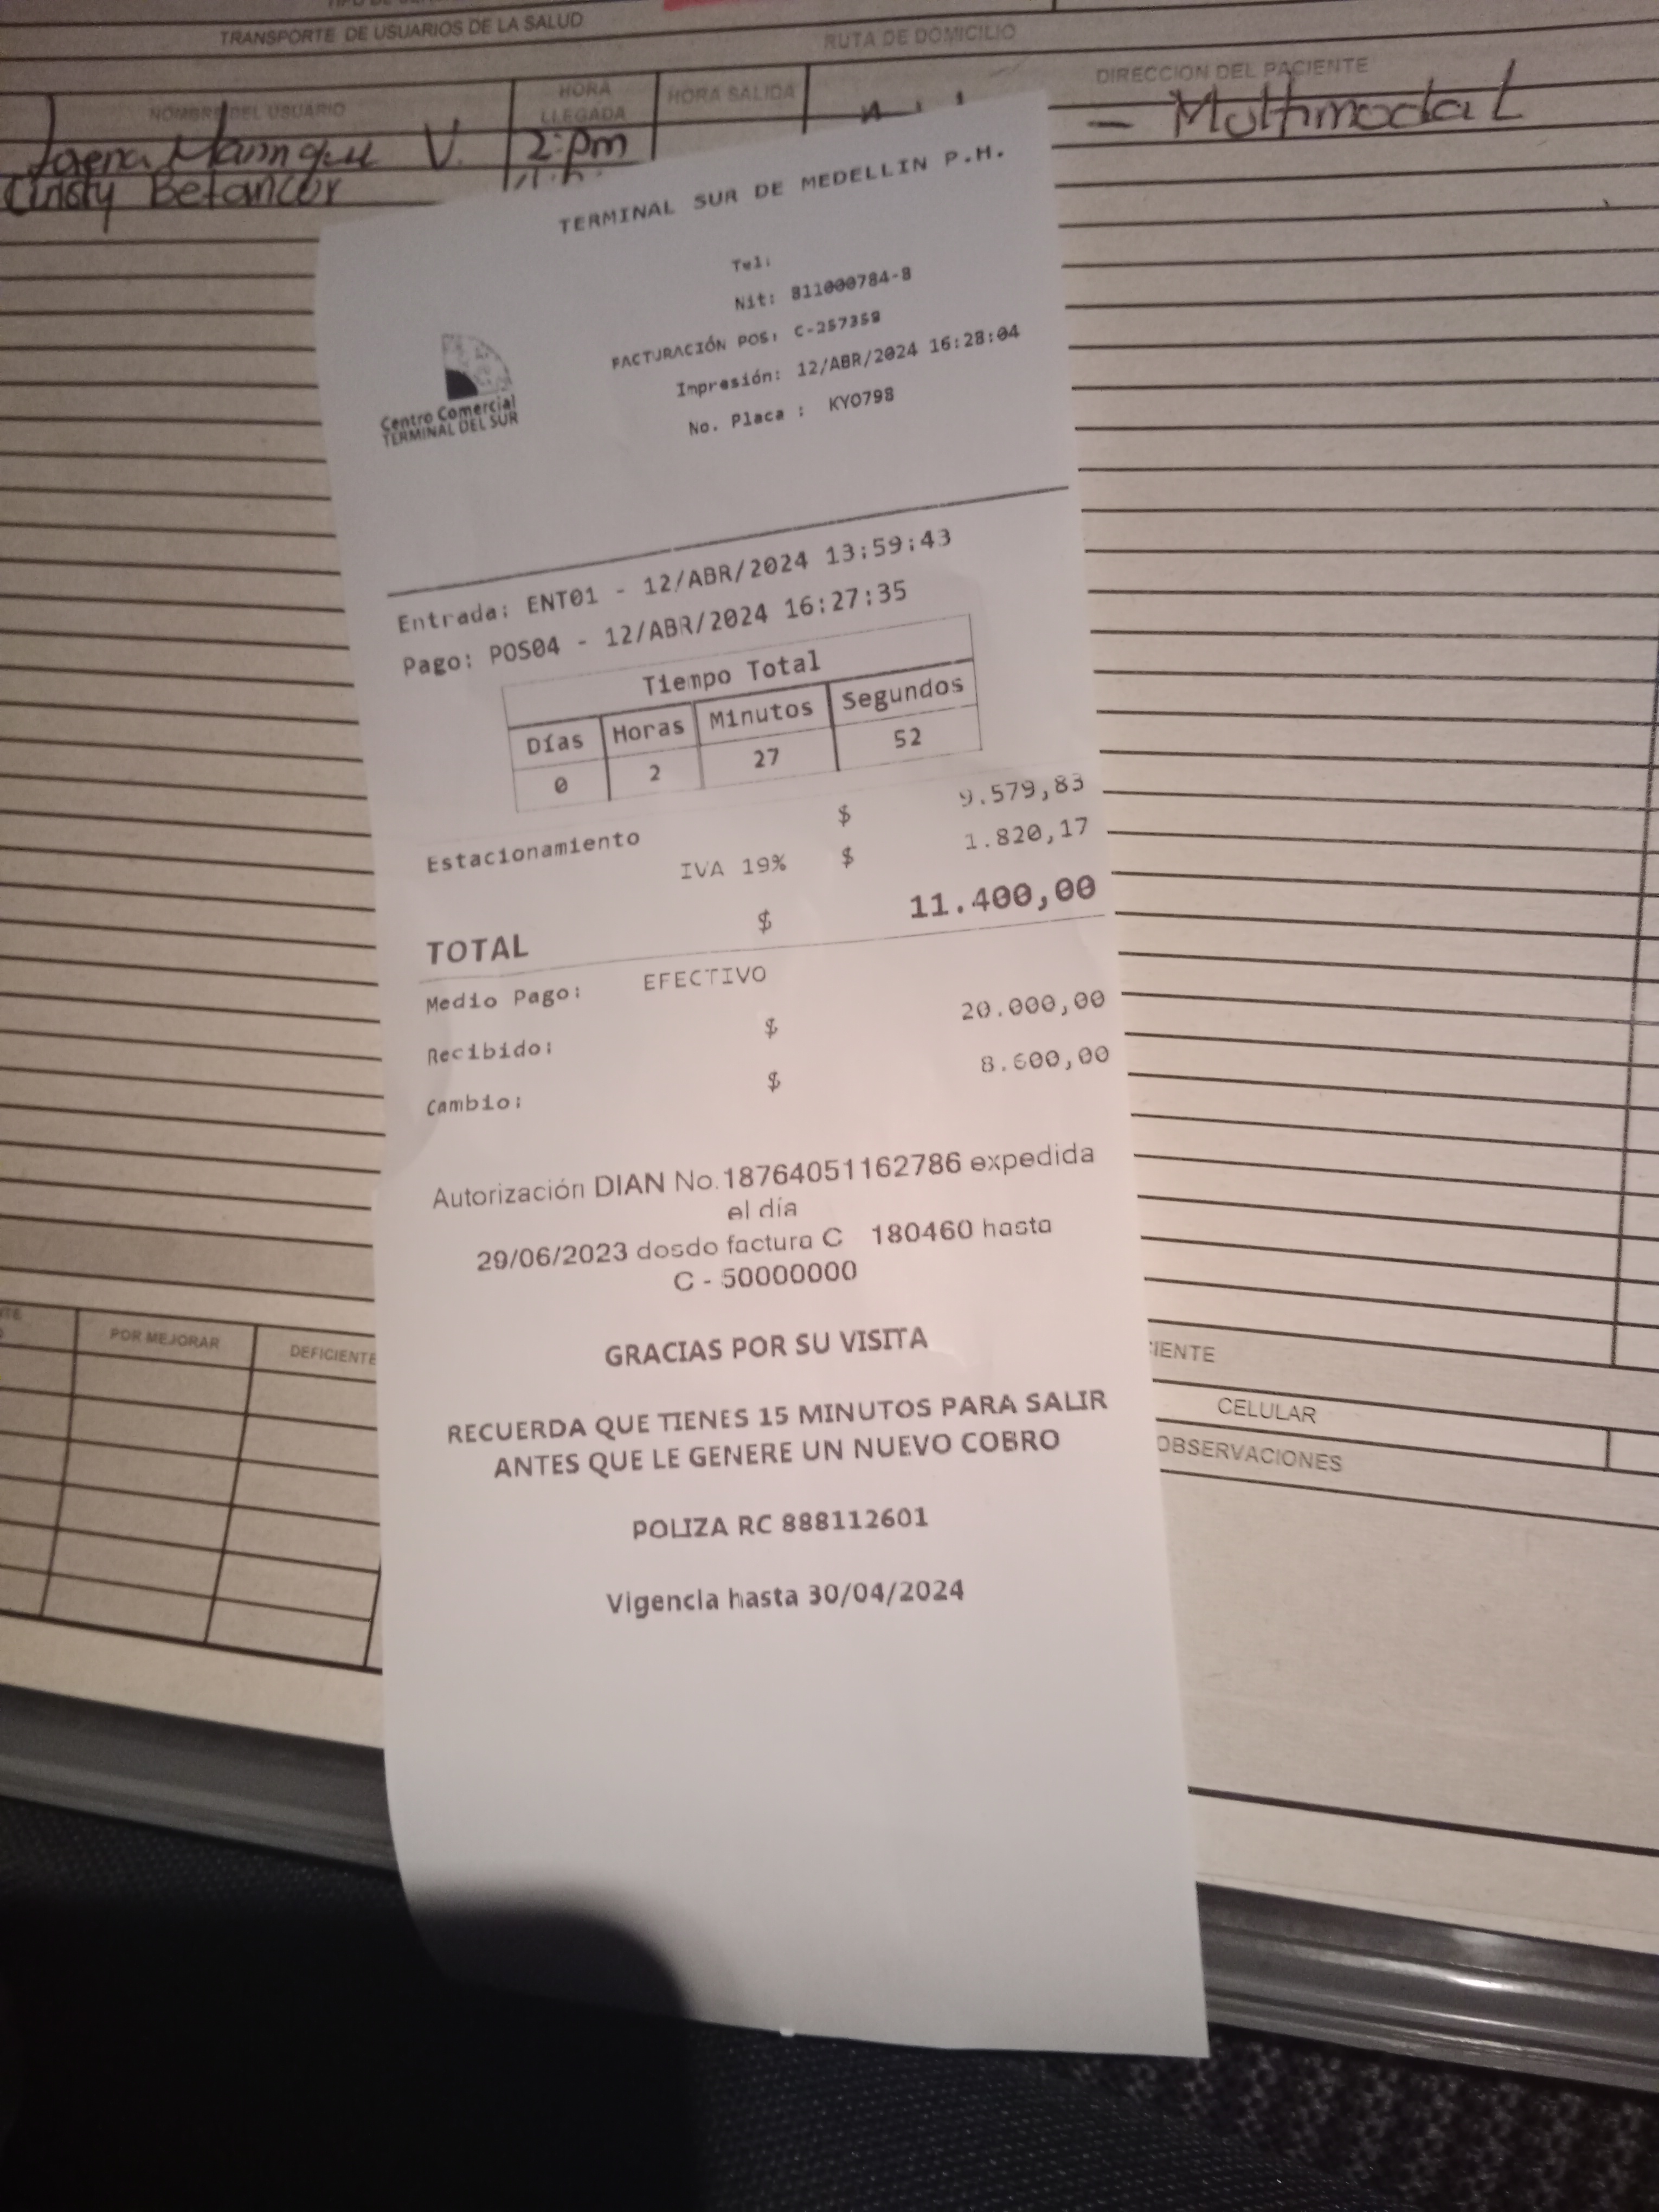 TRANSPORTE DE USUARIOS DE LA SALUD
RUTA DE DOMICILIO
NOMBRE DEL USUARIO
HORA LLEGADA
HORA SALIDA
DIRECCION DEL PACIENTE
V. 2:pm
- Multimodal
Cristy Betancur
TERMINAL SUR DE MEDELLIN P.H.
Tel:
Nit: 811000784-8
FACTURACIÓN POS: C-257359
Impresión: 12/ABR/2024 16:28:04
No. Placa : KYO798
Centro Comercial
TERMINAL DEL SUR
Entrada: ENT01 - 12/ABR/2024 13:59:43
Pago: POS04 - 12/ABR/2024 16:27:35
Tiempo Total
Días Horas Minutos Segundos
0 2 27 52
Estacionamiento $ 9.579,83
IVA 19% $ 1.820,17
TOTAL $ 11.400,00
Medio Pago: EFECTIVO
Recibido: $ 20.000,00
Cambio: $ 8.600,00
Autorización DIAN No.18764051162786 expedida
el día
29/06/2023 desde factura C 180460 hasta
C - 50000000
GRACIAS POR SU VISITA
RECUERDA QUE TIENES 15 MINUTOS PARA SALIR
ANTES QUE LE GENERE UN NUEVO COBRO
POLIZA RC 888112601
Vigencia hasta 30/04/2024
POR MEJORAR
DEFICIENTE
CIENTE
CELULAR
OBSERVACIONES